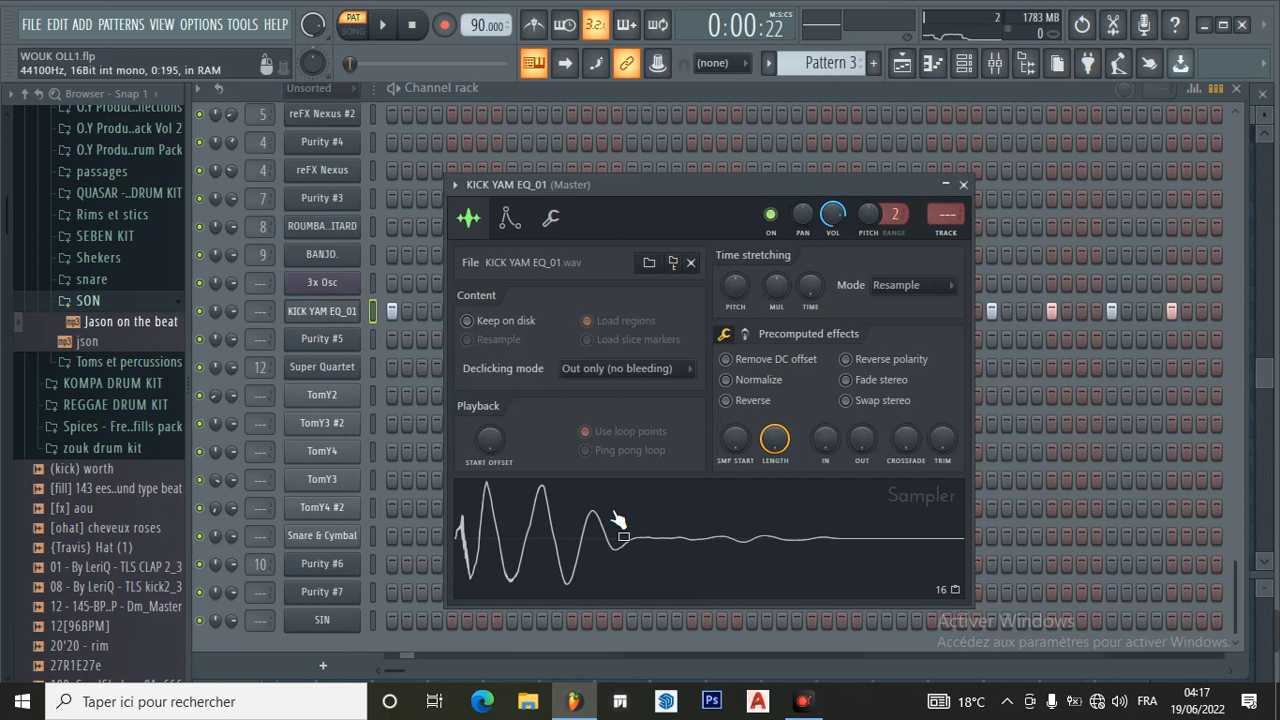 FILE EDIT ADD PATTERNS VIEW OPTIONS TOOLS HELP
PAT
SONG
90.000
3.2.
M:S:CS
0:00:22
2
1783 MB
0
WOUK OLL1.flp
44100Hz, 16Bit int mono, 0:195, in RAM
(none)
Pattern 3
Browser - Snap 1
Unsorted
Channel rack
O.Y Produc...nections
O.Y Produ...ack Vol 2
O.Y Produ...rum Pack
passages
QUASAR -..DRUM KIT
Rims et stics
SEBEN KIT
Shekers
snare
SON
Jason on the beat
json
Toms et percussions
KOMPA DRUM KIT
REGGAE DRUM KIT
Spices - Fre..fills pack
zouk drum kit
(kick) worth
[fill] 143 ees..und type beat
[fx] aou
[ohat] cheveux roses
{Travis} Hat (1)
01 - By LeriQ - TLS CLAP 2_3
08 - By LeriQ - TLS kick2_3
12 - 145-BP...P - Dm_Master
12[96BPM]
20'20 - rim
27R1E27e
5 reFX Nexus #2
4 Purity #4
4 reFX Nexus
7 Purity #3
8 ROUMBA...ITARD
9 BANJO.
--- 3x Osc
--- KICK YAM EQ_01
--- Purity #5
12 Super Quartet
--- TomY2
--- TomY3 #2
--- TomY4
--- TomY3
--- TomY4 #2
--- Snare & Cymbal
10 Purity #6
--- Purity #7
--- SIN
KICK YAM EQ_01 (Master)
2
---
ON PAN VOL PITCH RANGE TRACK
File KICK YAM EQ_01.wav
Content
Keep on disk
Load regions
Resample
Load slice markers
Declicking mode Out only (no bleeding)
Playback
START OFFSET
Use loop points
Ping pong loop
Time stretching
PITCH MUL TIME
Mode Resample
Precomputed effects
Remove DC offset
Reverse polarity
Normalize
Fade stereo
Reverse
Swap stereo
SMP START LENGTH IN OUT CROSSFADE TRIM
Sampler
16
Activer Windows
Accédez aux paramètres pour activer Windows.
Taper ici pour rechercher
Ps
18°C
FRA
04:17
19/06/2022